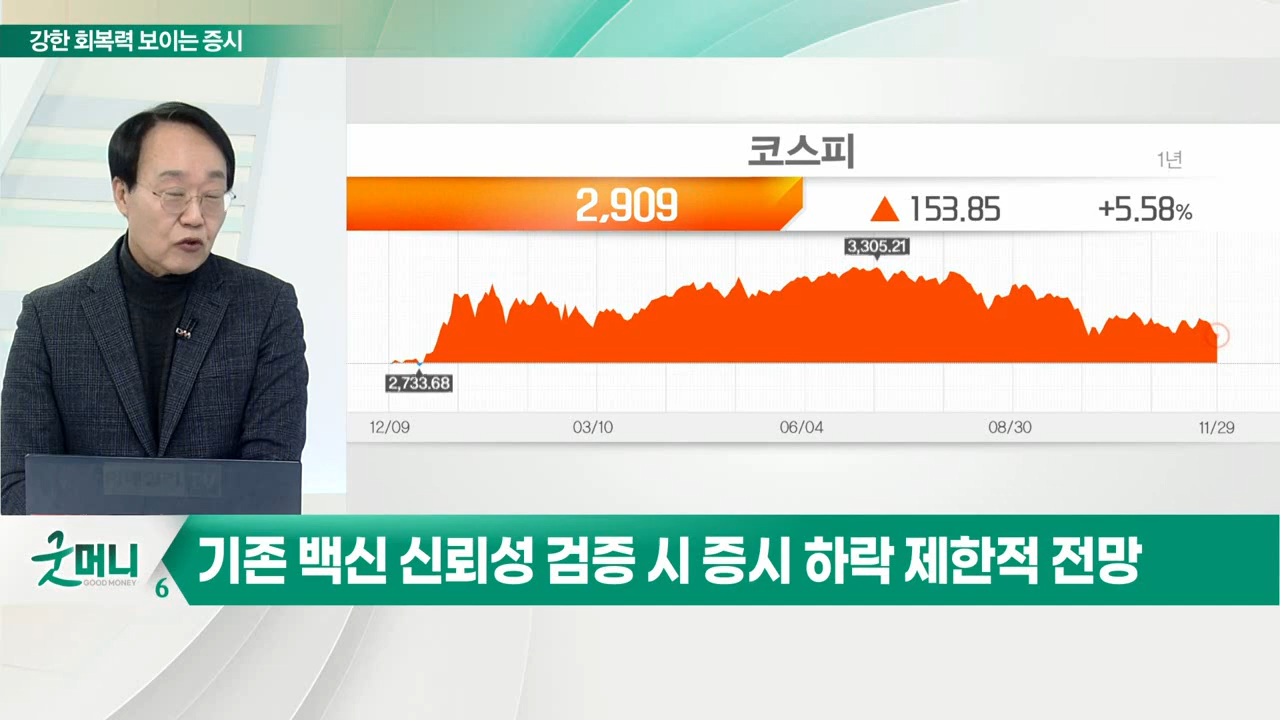 강한 회복력 보이는 증시
코스피
1년
2,909
▲ 153.85
+5.58%
3,305.21
2,733.68
12/09
03/10
06/04
08/30
11/29
굿머니
GOOD MONEY
6
기존 백신 신뢰성 검증 시 증시 하락 제한적 전망